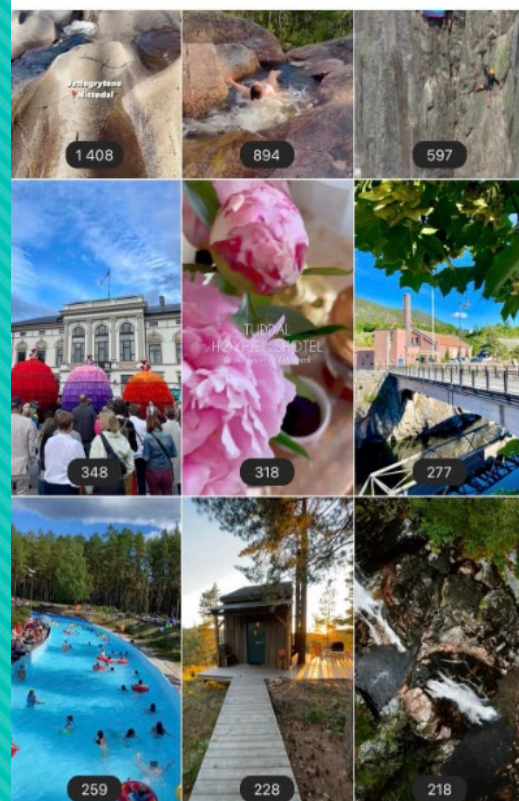 Jettegrytene
Nissedal
1 408
894
597
TUDDAL
HØYFJELLSHOTEL
348
318
277
259
228
218